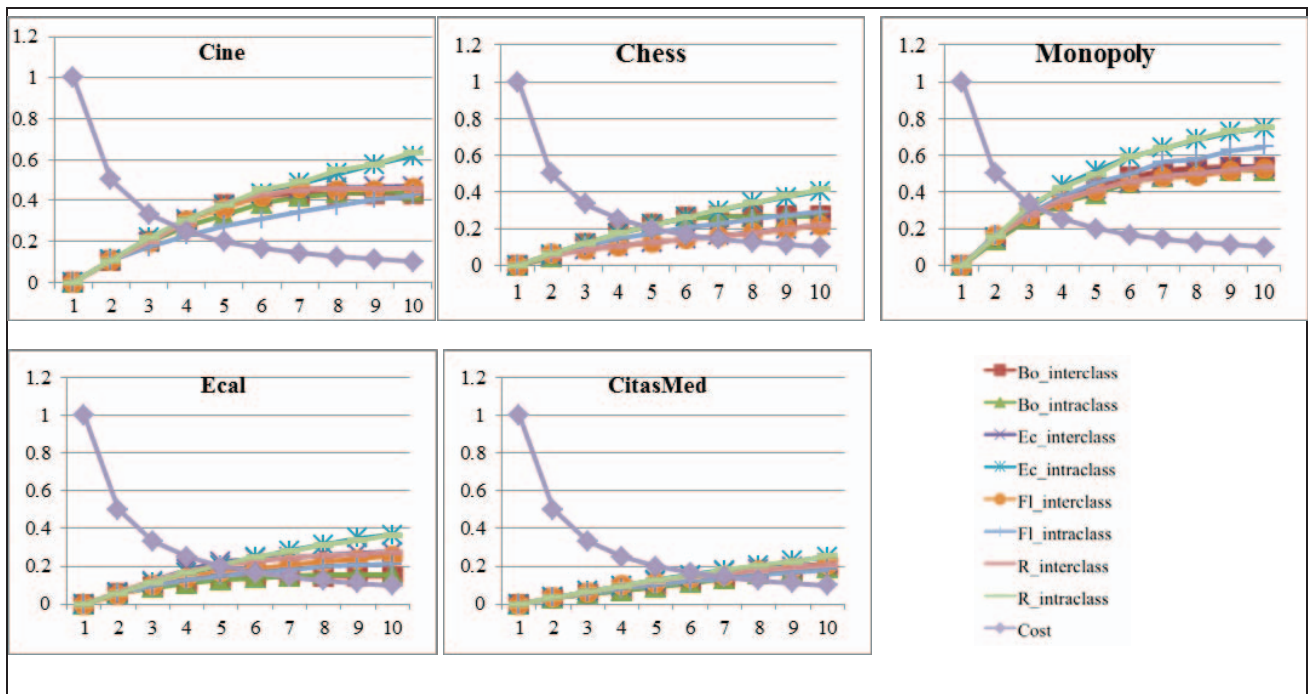 Cine
1.2
1
0.8
0.6
0.4
0.2
0
1 2 3 4 5 6 7 8 9 10
Chess
1.2
1
0.8
0.6
0.4
0.2
0
1 2 3 4 5 6 7 8 9 10
Monopoly
1.2
1
0.8
0.6
0.4
0.2
0
1 2 3 4 5 6 7 8 9 10
Ecal
1.2
1
0.8
0.6
0.4
0.2
0
1 2 3 4 5 6 7 8 9 10
CitasMed
1.2
1
0.8
0.6
0.4
0.2
0
1 2 3 4 5 6 7 8 9 10
Bo_interclass
Bo_intraclass
Ec_interclass
Ec_intraclass
Fl_interclass
Fl_intraclass
R_interclass
R_intraclass
Cost